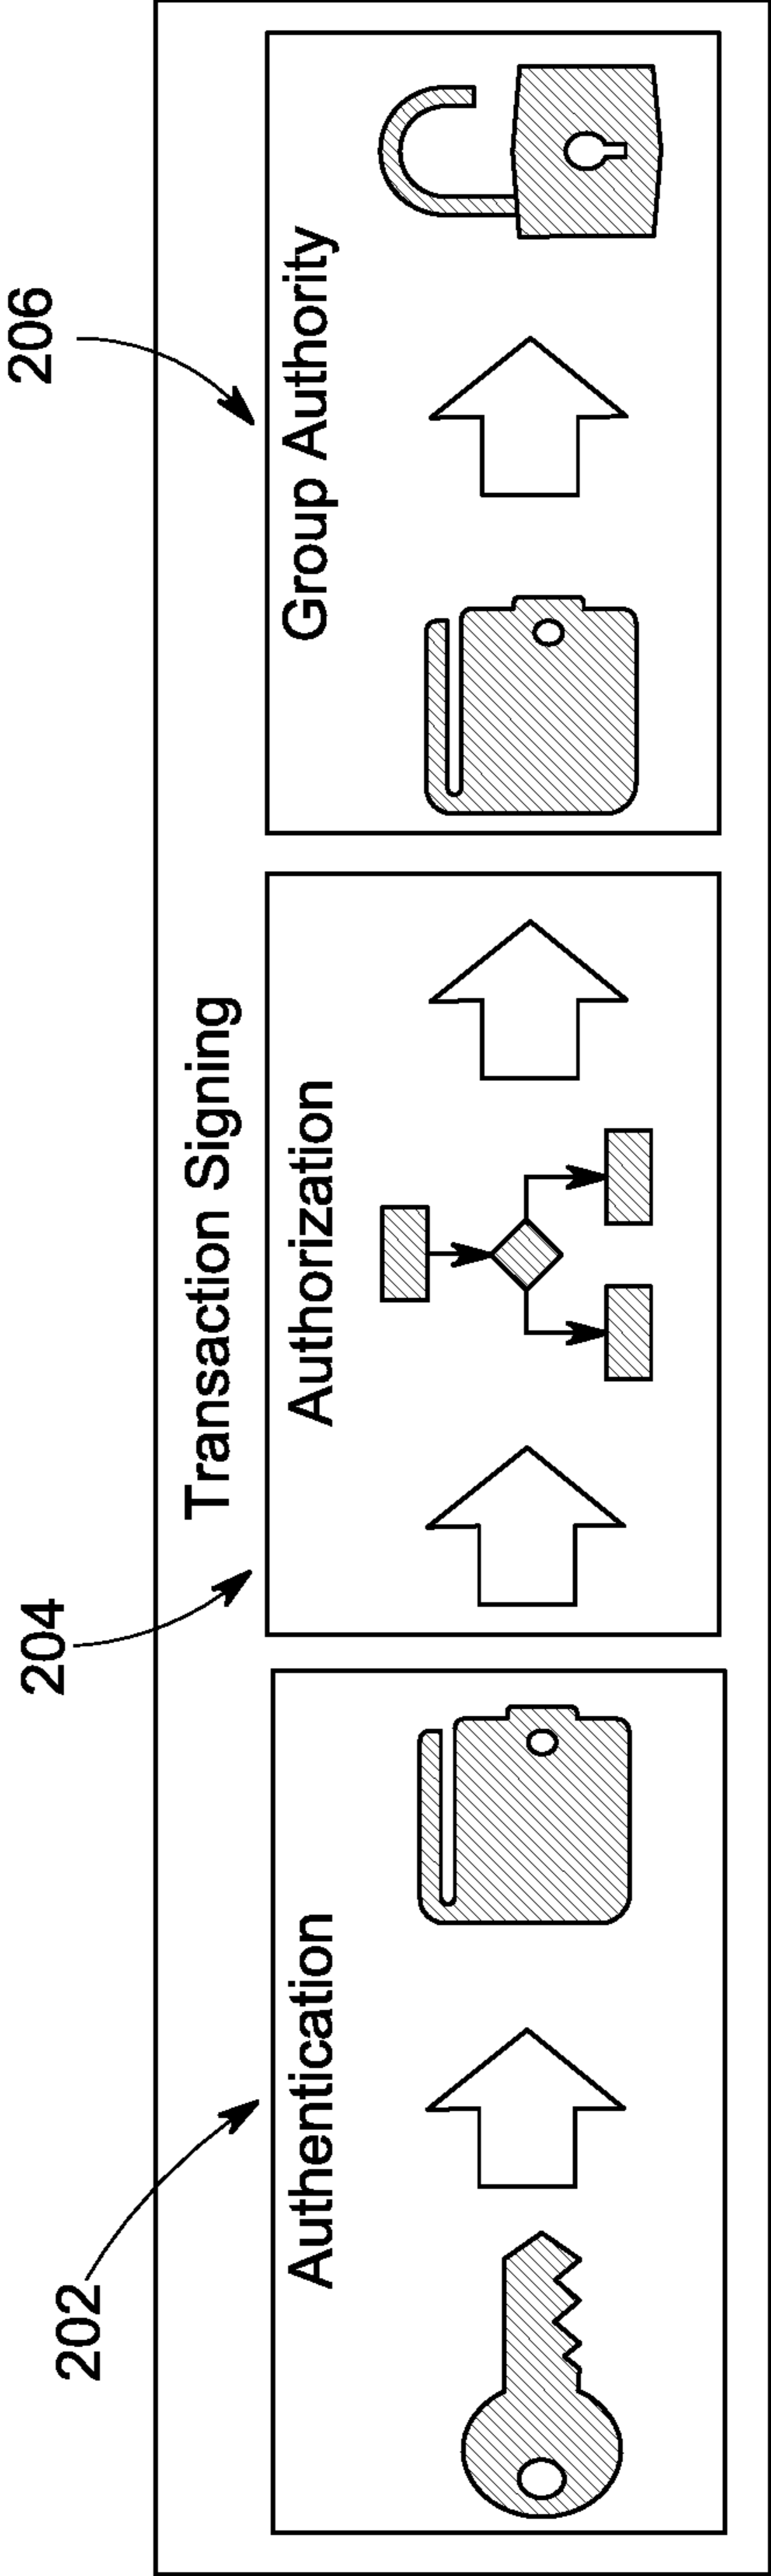 202
204
206
Transaction Signing
Authentication
Authorization
Group Authority